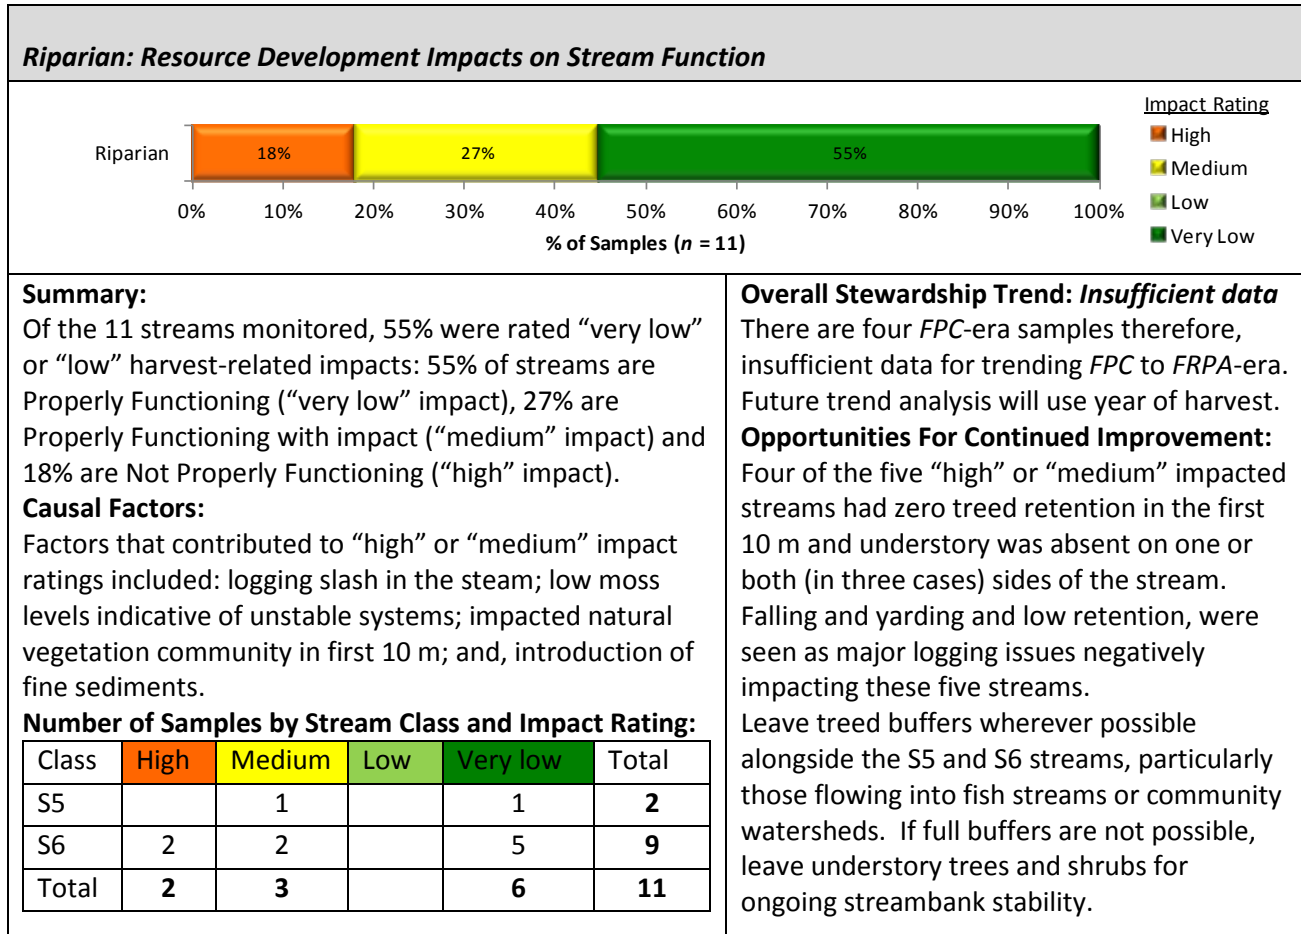 Riparian: Resource Development Impacts on Stream Function
Impact Rating
High
Medium
Low
Very Low
Riparian
18%
27%
55%
0% 10% 20% 30% 40% 50% 60% 70% 80% 90% 100%
% of Samples (n = 11)
Summary:
Of the 11 streams monitored, 55% were rated “very low”
or “low” harvest-related impacts: 55% of streams are
Properly Functioning (“very low” impact), 27% are
Properly Functioning with impact (“medium” impact) and
18% are Not Properly Functioning (“high” impact).
Causal Factors:
Factors that contributed to “high” or “medium” impact
ratings included: logging slash in the steam; low moss
levels indicative of unstable systems; impacted natural
vegetation community in first 10 m; and, introduction of
fine sediments.
Number of Samples by Stream Class and Impact Rating:
Class High Medium Low Very low Total
S5 1 1 2
S6 2 2 5 9
Total 2 3 6 11
Overall Stewardship Trend: Insufficient data
There are four FPC-era samples therefore,
insufficient data for trending FPC to FRPA-era.
Future trend analysis will use year of harvest.
Opportunities For Continued Improvement:
Four of the five “high” or “medium” impacted
streams had zero treed retention in the first
10 m and understory was absent on one or
both (in three cases) sides of the stream.
Falling and yarding and low retention, were
seen as major logging issues negatively
impacting these five streams.
Leave treed buffers wherever possible
alongside the S5 and S6 streams, particularly
those flowing into fish streams or community
watersheds.  If full buffers are not possible,
leave understory trees and shrubs for
ongoing streambank stability.